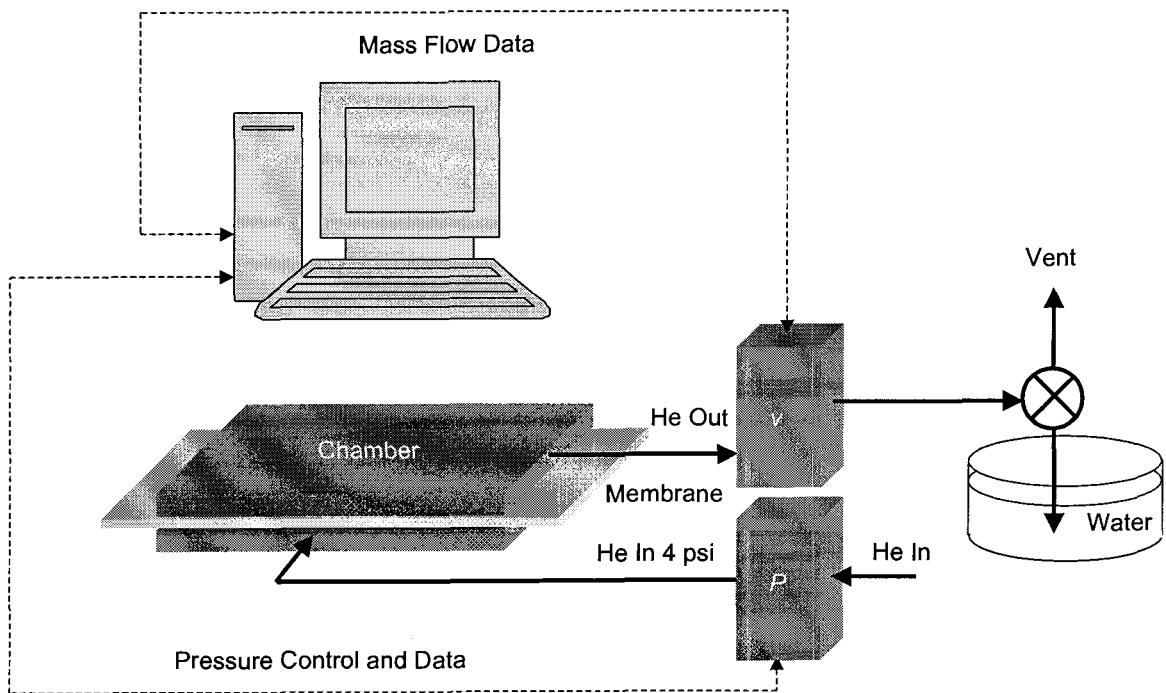 Mass Flow Data
Vent
He Out
v
Chamber
Membrane
Water
He In 4 psi
P
He In
Pressure Control and Data